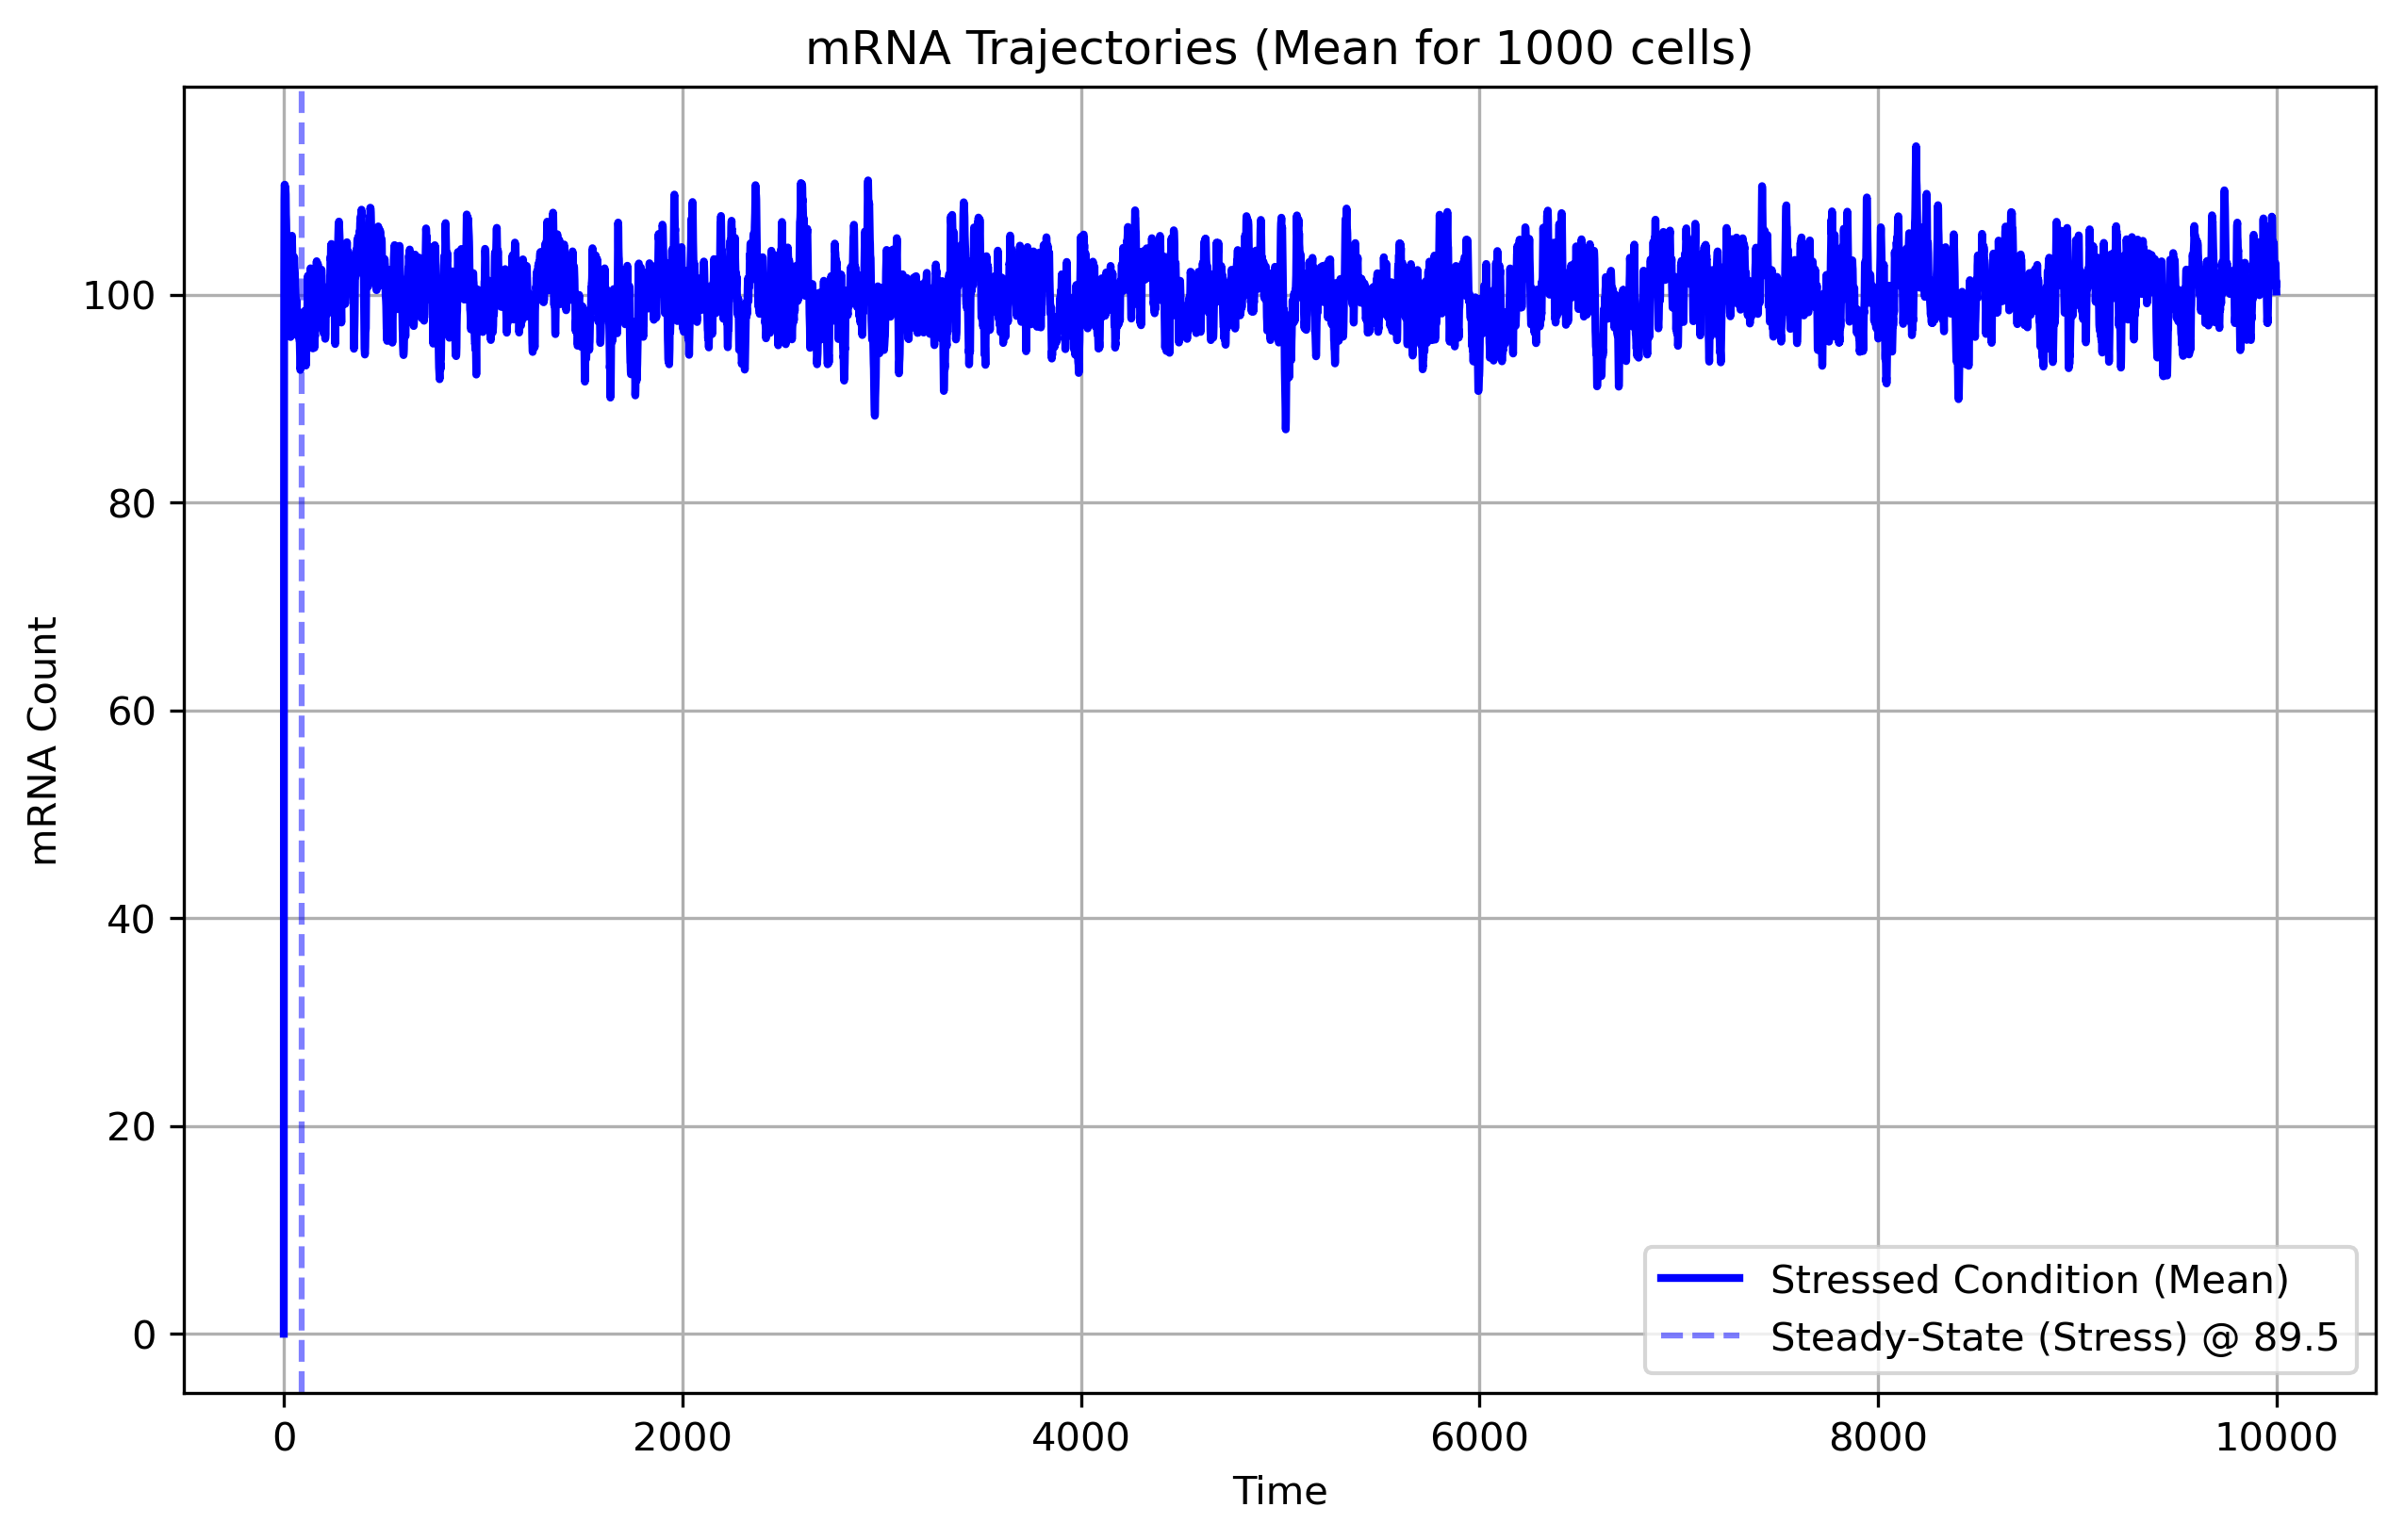 mRNA Trajectories (Mean for 1000 cells)
mRNA Count
100
80
60
40
20
0
0 2000 4000 6000 8000 10000
Time
Stressed Condition (Mean)
Steady-State (Stress) @ 89.5